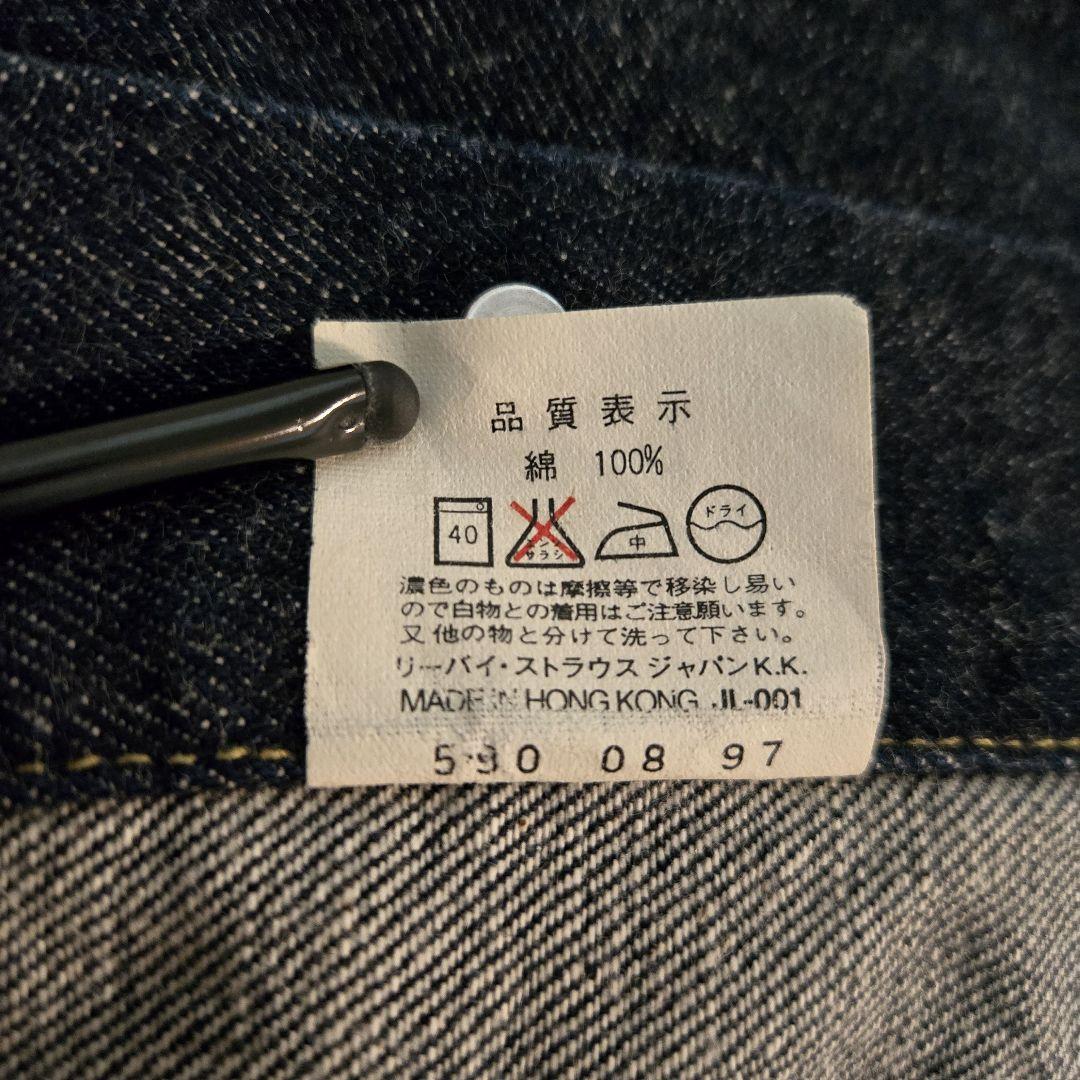 品質表示
綿 100%
40
エンソ
サラシ
中
ドライ
濃色のものは摩擦等で移染し易い
ので白物との着用はご注意願います。
又他の物と分けて洗って下さい。
リーバイ・ストラウス ジャパンK.K.
MADE IN HONG KONG JL-001
08 97